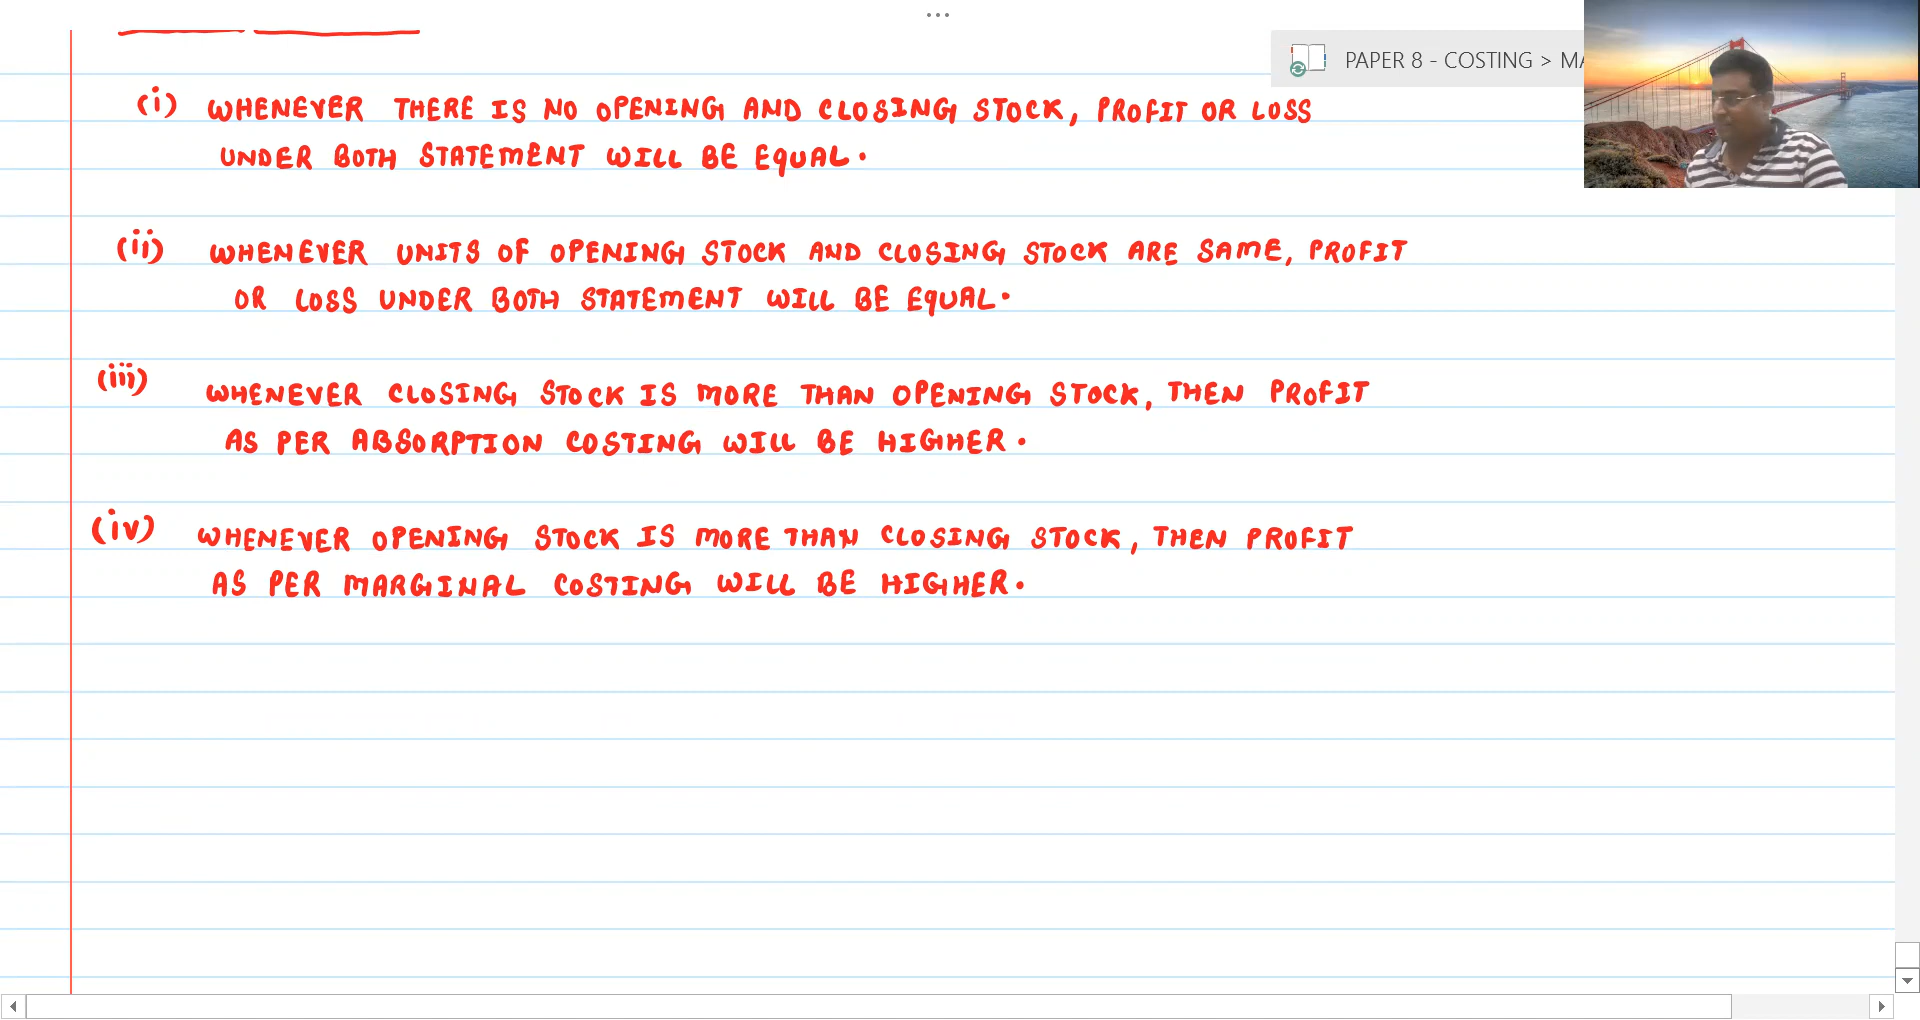 ...
PAPER 8 - COSTING > MA
(i) WHENEVER THERE IS NO OPENING AND CLOSING STOCK, PROFIT OR LOSS
UNDER BOTH STATEMENT WILL BE EQUAL.
(ii) WHENEVER UNITS OF OPENING STOCK AND CLOSING STOCK ARE SAME, PROFIT
OR LOSS UNDER BOTH STATEMENT WILL BE EQUAL.
(iii) WHENEVER CLOSING STOCK IS MORE THAN OPENING STOCK, THEN PROFIT
AS PER ABSORPTION COSTING WILL BE HIGHER.
(iv) WHENEVER OPENING STOCK IS MORE THAN CLOSING STOCK, THEN PROFIT
AS PER MARGINAL COSTING WILL BE HIGHER.